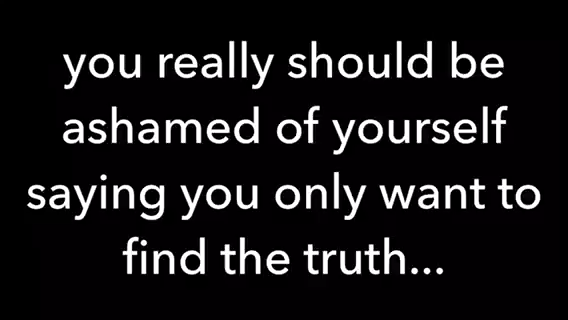 you really should be
ashamed of yourself
saying you only want to
find the truth...